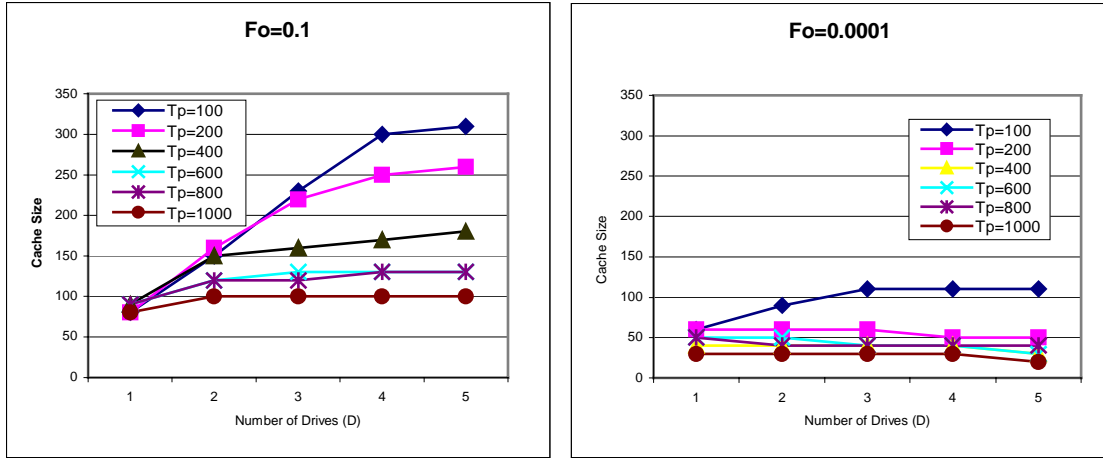 Fo=0.1
Cache Size
350
300
250
200
150
100
50
0
Tp=100
Tp=200
Tp=400
Tp=600
Tp=800
Tp=1000
1 2 3 4 5
Number of Drives (D)
Fo=0.0001
Cache Size
350
300
250
200
150
100
50
0
Tp=100
Tp=200
Tp=400
Tp=600
Tp=800
Tp=1000
1 2 3 4 5
Number of Drives (D)